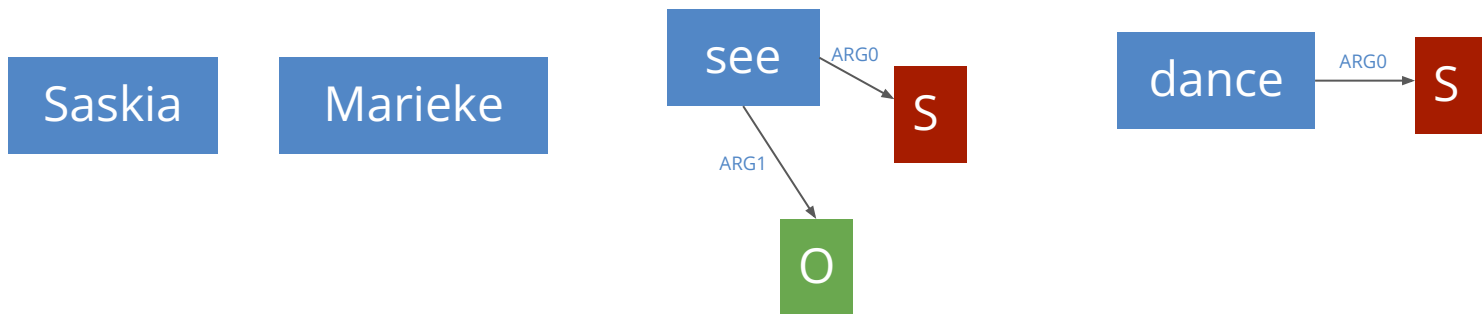 Saskia
Marieke
see
ARG0
S
ARG1
O
dance
ARG0
S